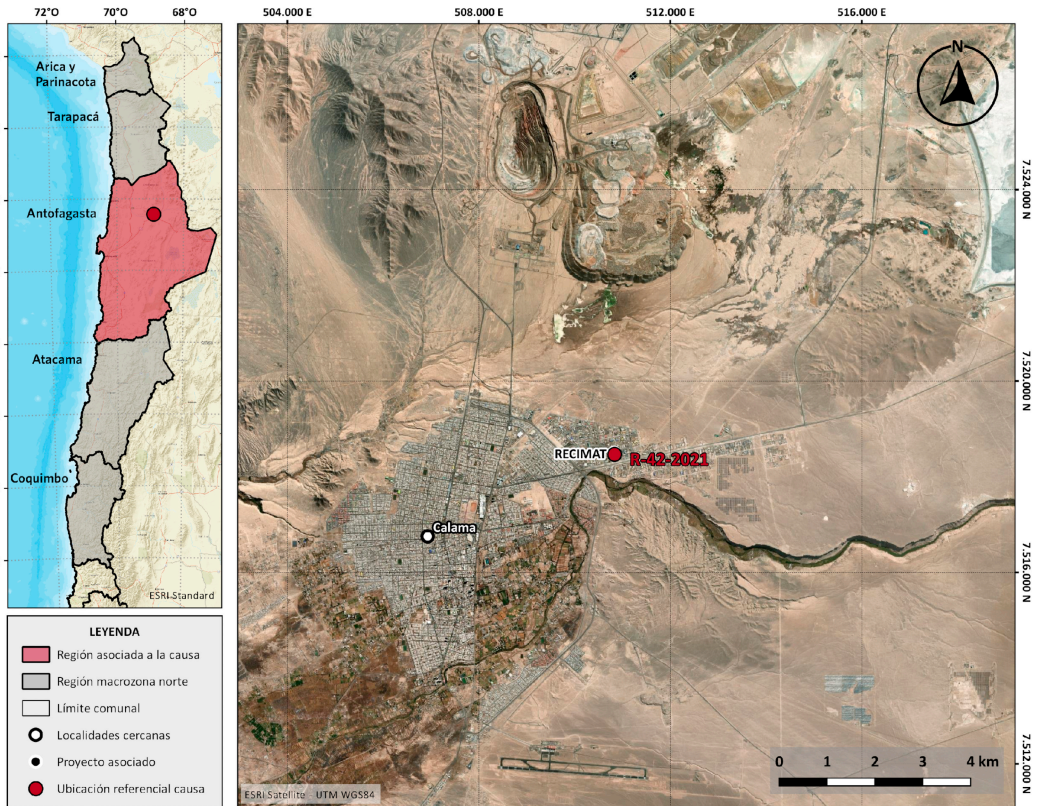 72°O 70°0 68°O
Arica y
Parinacota
Tarapacá
Antofagasta
Atacama
Coquimbo
ESRI Standard
LEYENDA
Región asociada a la causa
Región macrozona norte
Límite comunal
Localidades cercanas
Proyecto asociado
Ubicación referencial causa
504.000 E 508.000 E 512.000 E 516.000 E
N
7.524.000 N
7.520.000 N
RECIMAT R-42-2021
Calama
7.516.000 N
7.512.000 N
0 1 2 3 4 km
ESRI Satellite - UTM WGS84